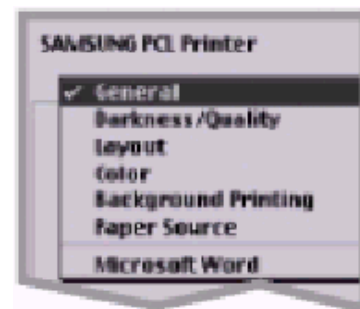 SAMSUNG PCL Printer
✔ General
Darkness/Quality
Layout
Color
Background Printing
Paper Source
Microsoft Word